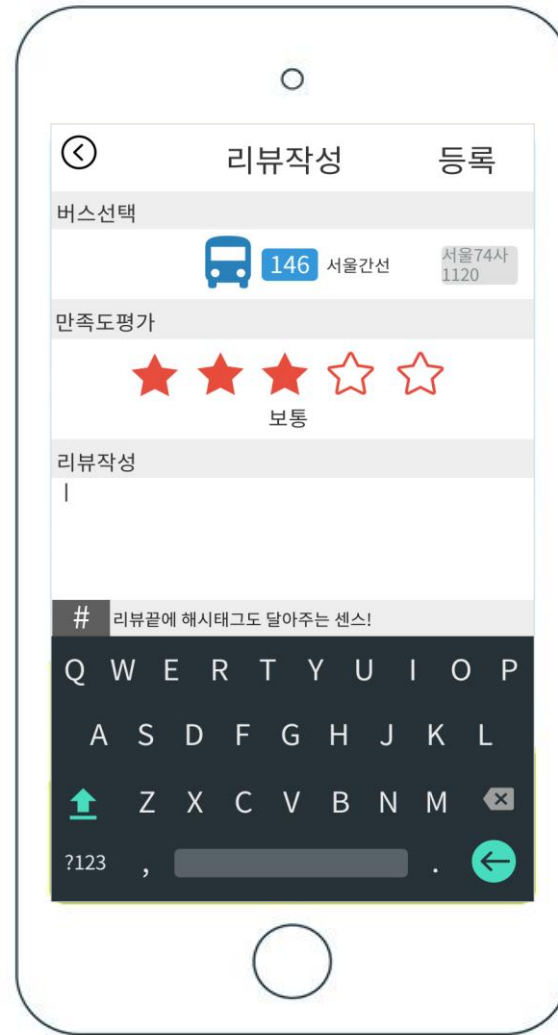 리뷰작성 등록
버스선택
146 서울간선 서울74사
1120
만족도평가
보통
리뷰작성
# 리뷰끝에 해시태그도 달아주는 센스!
Q W E R T Y U I O P
A S D F G H J K L
Z X C V B N M
?123 , .